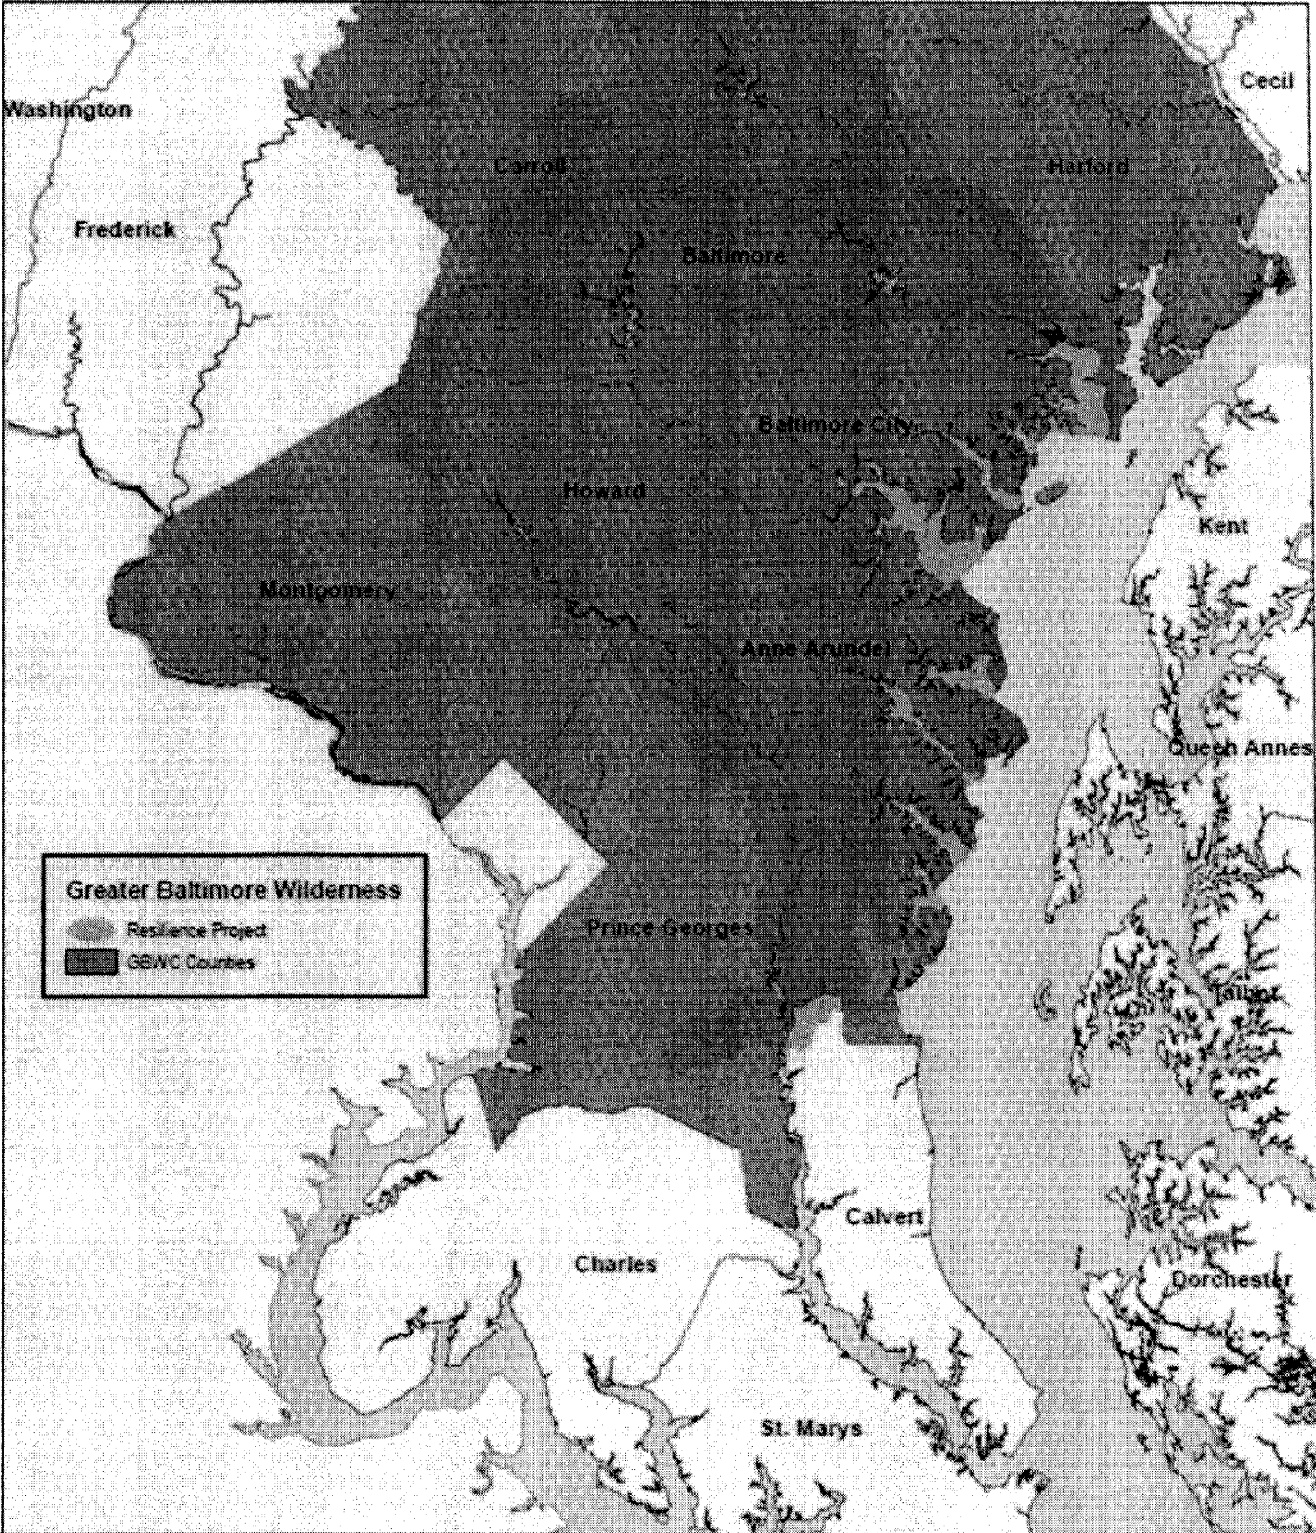 Cecil
Washington
Carroll
Harford
Frederick
Baltimore
Baltimore City
Howard
Kent
Montgomery
Anne Arundel
Queen Annes
Greater Baltimore Wilderness
Resilience Project
GBWC Counties
Prince Georges
Talbot
Calvert
Charles
Dorchester
St. Marys